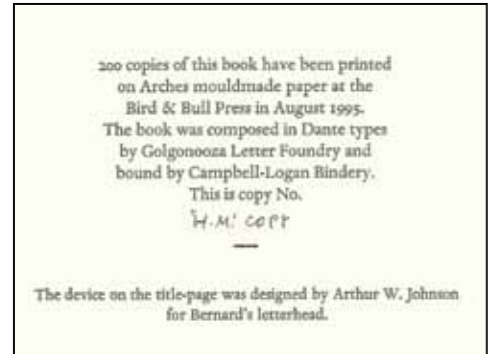 200 copies of this book have been printed
on Arches mouldmade paper at the
Bird & Bull Press in August 1995.
The book was composed in Dante types
by Golgonooza Letter Foundry and
bound by Campbell-Logan Bindery.
This is copy No.
'H.M.' COPY
The device on the title-page was designed by Arthur W. Johnson
for Bernard's letterhead.